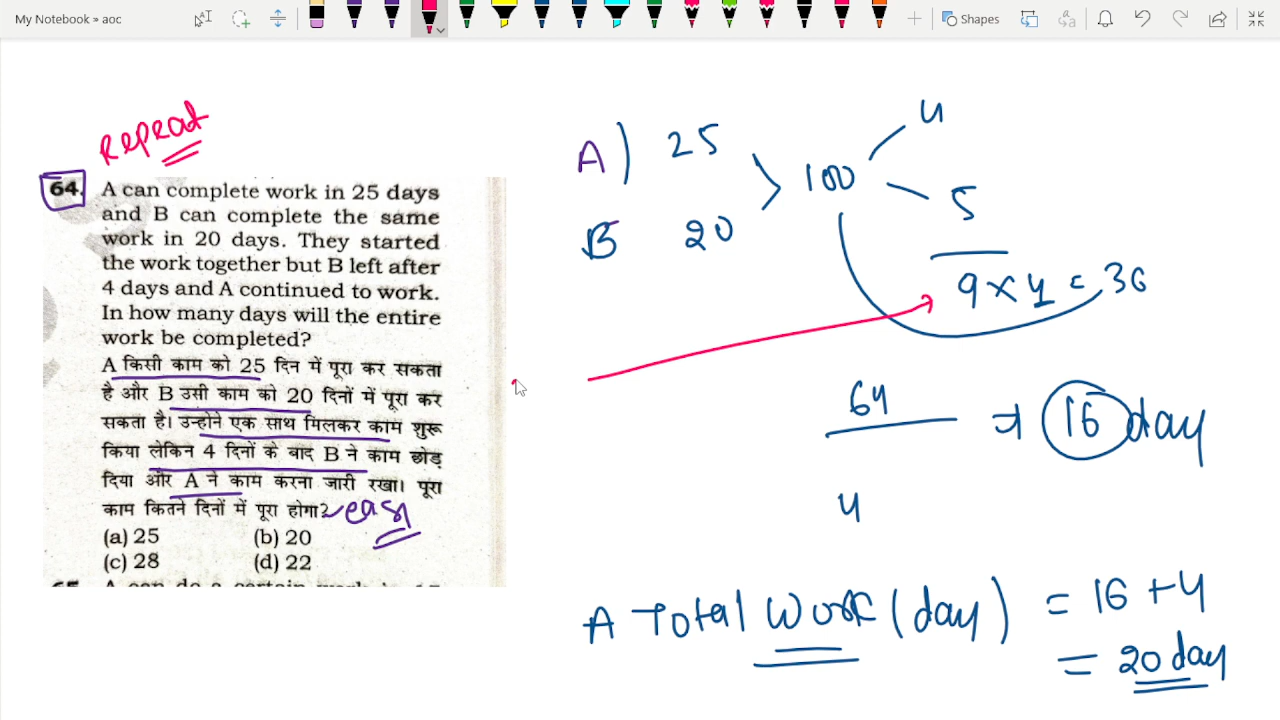 My Notebook » aoc
Shapes
Repeat
64. A can complete work in 25 days
and B can complete the same
work in 20 days. They started
the work together but B left after
4 days and A continued to work.
In how many days will the entire
work be completed?
A किसी काम को 25 दिन में पूरा कर सकता
है और B उसी काम को 20 दिनों में पूरा कर
सकता है। उन्होंने एक साथ मिलकर काम शुरू
किया लेकिन 4 दिनों के बाद B ने काम छोड़
दिया और A ने काम करना जारी रखा। पूरा
काम कितने दिनों में पूरा होगा?
easy
(a) 25 (b) 20
(c) 28 (d) 22
A) 25
B 20
100
4
5
9 x 4 = 36
64
4
16 day
A Total Work (day) = 16 + 4
= 20 day